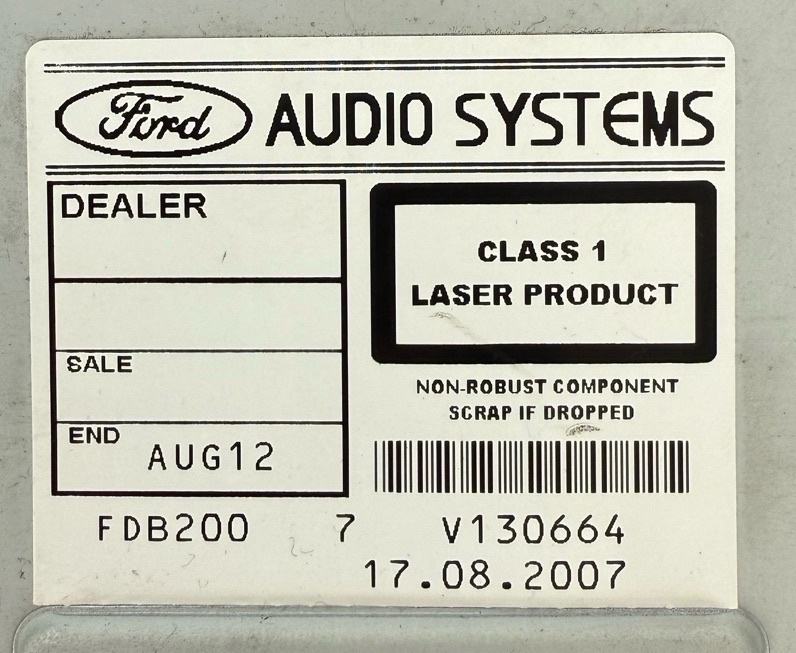 Ford AUDIO SYSTEMS
DEALER
SALE
END
AUG12
CLASS 1
LASER PRODUCT
NON-ROBUST COMPONENT
SCRAP IF DROPPED
FDB200 7 V130664
17.08.2007